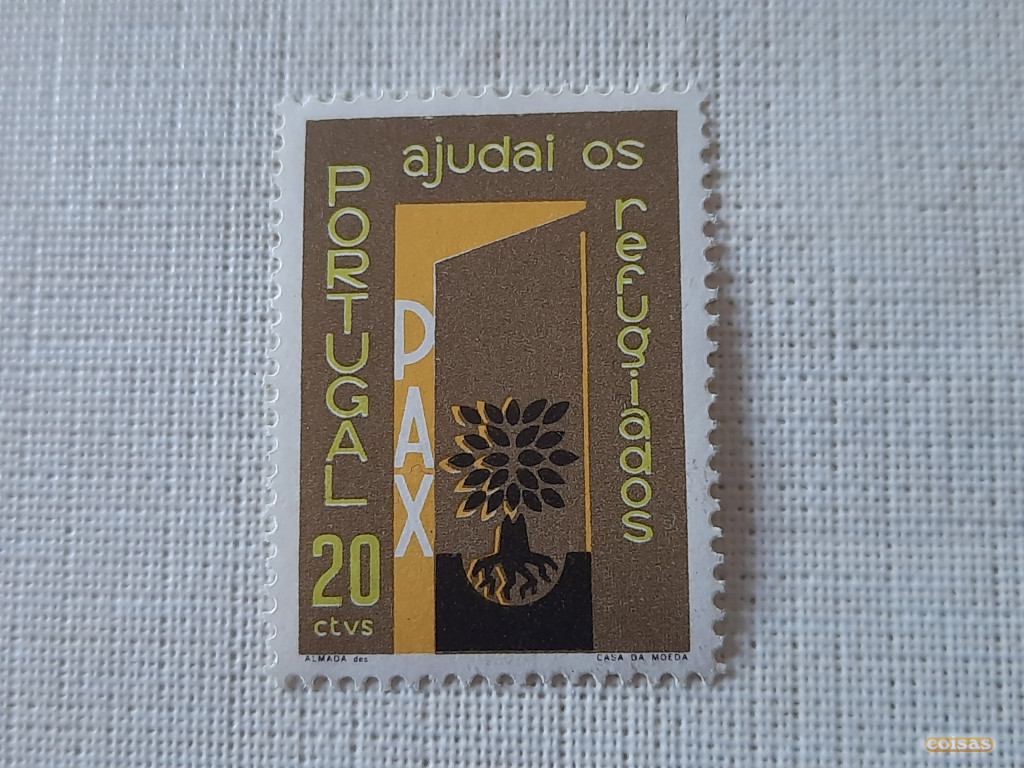 ajudai os
refugiados
PORTUGAL
PAX
20
ctvs
ALMADA des
CASA DA MOEDA
coisas